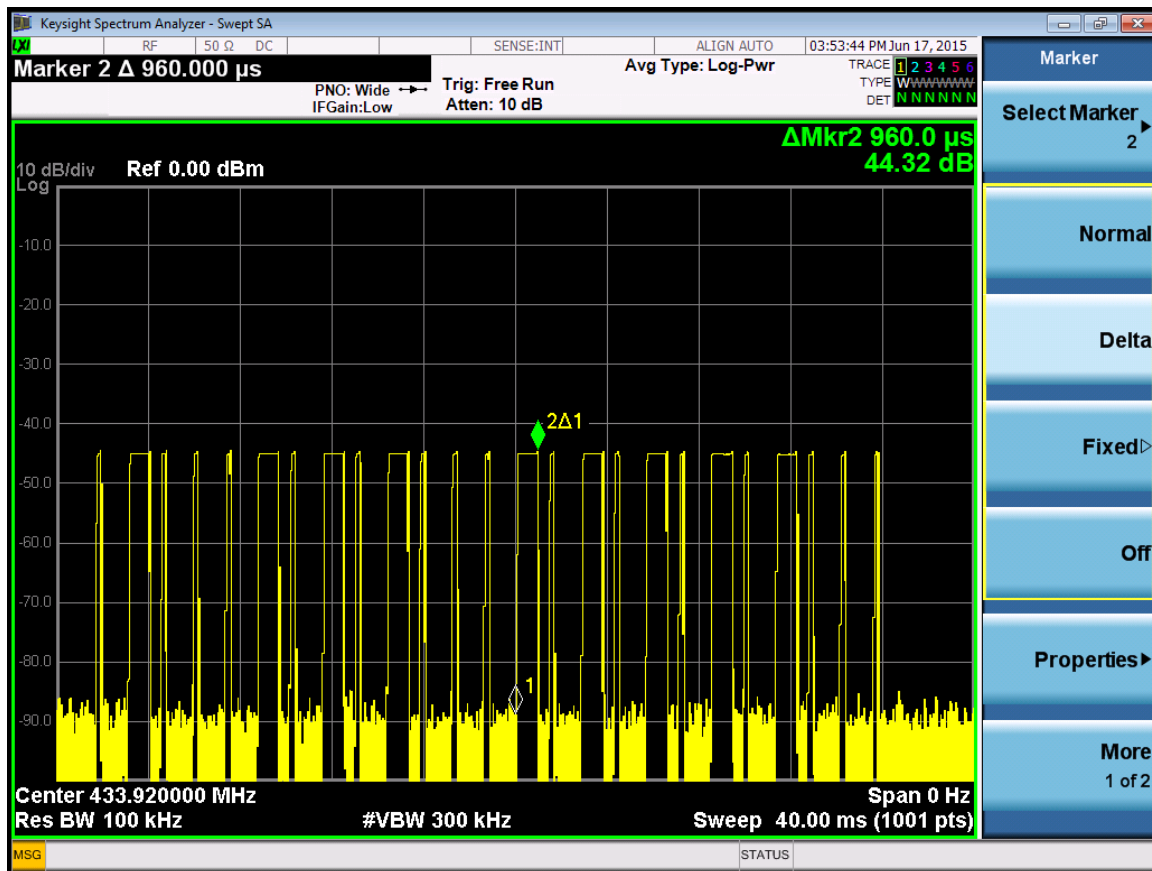 Keysight Spectrum Analyzer - Swept SA
LXI RF 50 Ω DC SENSE:INT ALIGN AUTO 03:53:44 PM Jun 17, 2015
Marker 2 Δ 960.000 µs
PNO: Wide
IFGain:Low
Trig: Free Run
Atten: 10 dB
Avg Type: Log-Pwr
TRACE 1 2 3 4 5 6
TYPE WWWWWW
DET N N N N N N
ΔMkr2 960.0 µs
44.32 dB
10 dB/div
Log
Ref 0.00 dBm
-10.0
-20.0
-30.0
-40.0
-50.0
-60.0
-70.0
-80.0
-90.0
2Δ1
1
Center 433.920000 MHz
Span 0 Hz
Res BW 100 kHz
#VBW 300 kHz
Sweep 40.00 ms (1001 pts)
MSG
STATUS
Marker
Select Marker
2
Normal
Delta
Fixed
Off
Properties
More
1 of 2